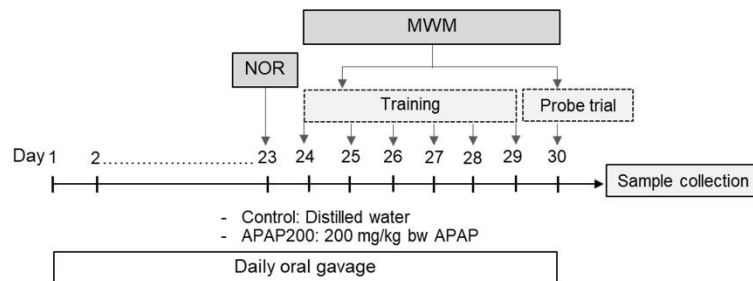 MWM
NOR
Training
Probe trial
Day 1 2.......................... 23 24 25 26 27 28 29 30
Sample collection
- Control: Distilled water
- APAP200: 200 mg/kg bw APAP
Daily oral gavage